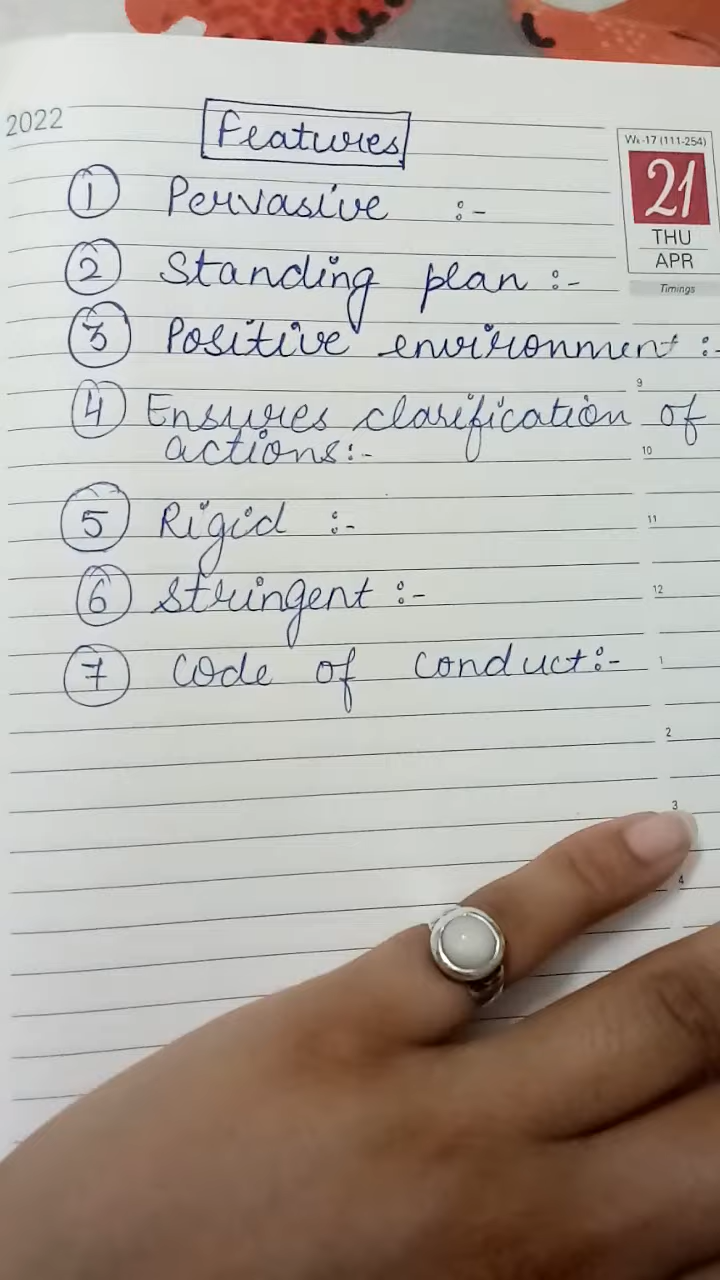 2022
Features
Wk-17 (111-254)
21
THU
APR
Timings
① Pervasive :-
② Standing plan :-
③ Positive environment :-
9
④ Ensures clarification of
actions:-
10
⑤ Rigid :-
11
⑥ Stringent :-
12
⑦ Code of conduct:-
1
2
3
4